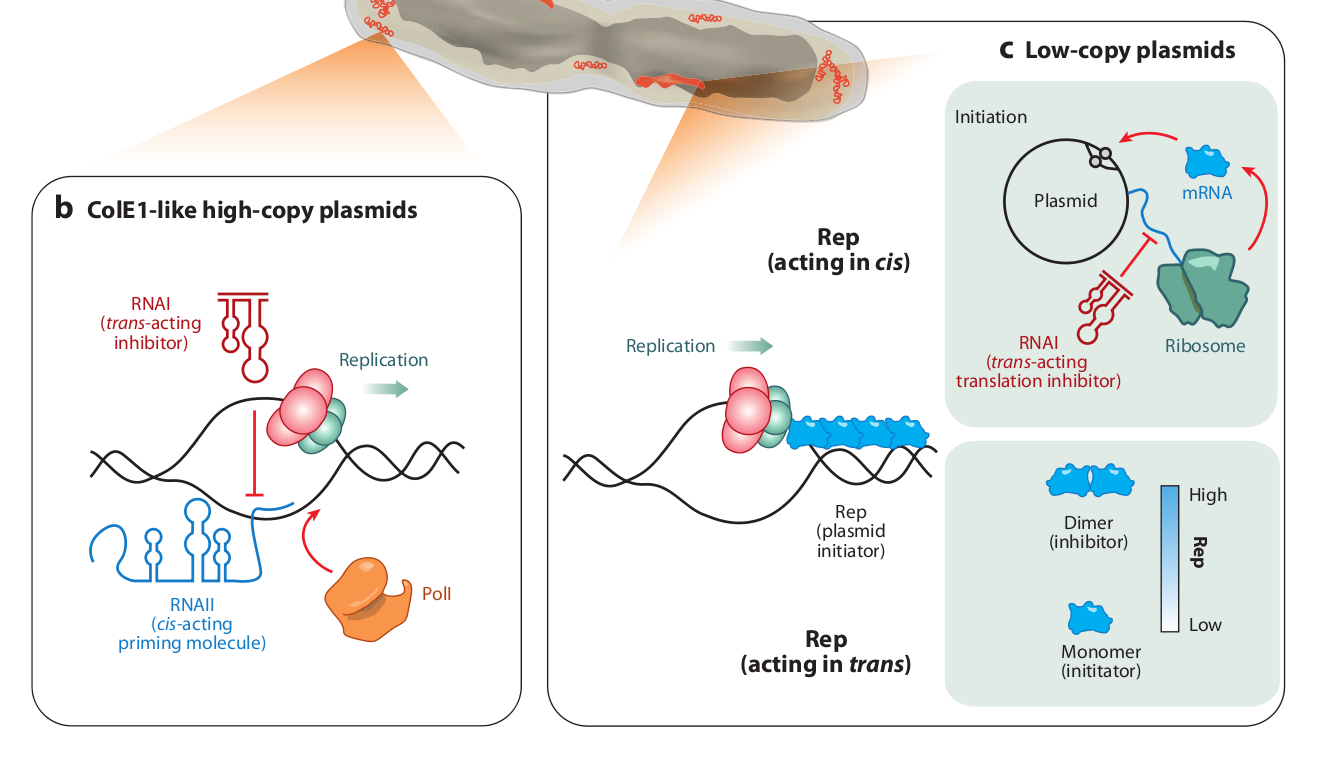 b ColE1-like high-copy plasmids
RNAI
(trans-acting
inhibitor)
Replication
RNAII
(cis-acting
priming molecule)
PolI
c Low-copy plasmids
Rep
(acting in cis)
Initiation
Plasmid
mRNA
RNAI
(trans-acting
translation inhibitor)
Ribosome
Replication
Rep
(plasmid
initiator)
Rep
(acting in trans)
Dimer
(inhibitor)
Monomer
(inititator)
High
Rep
Low